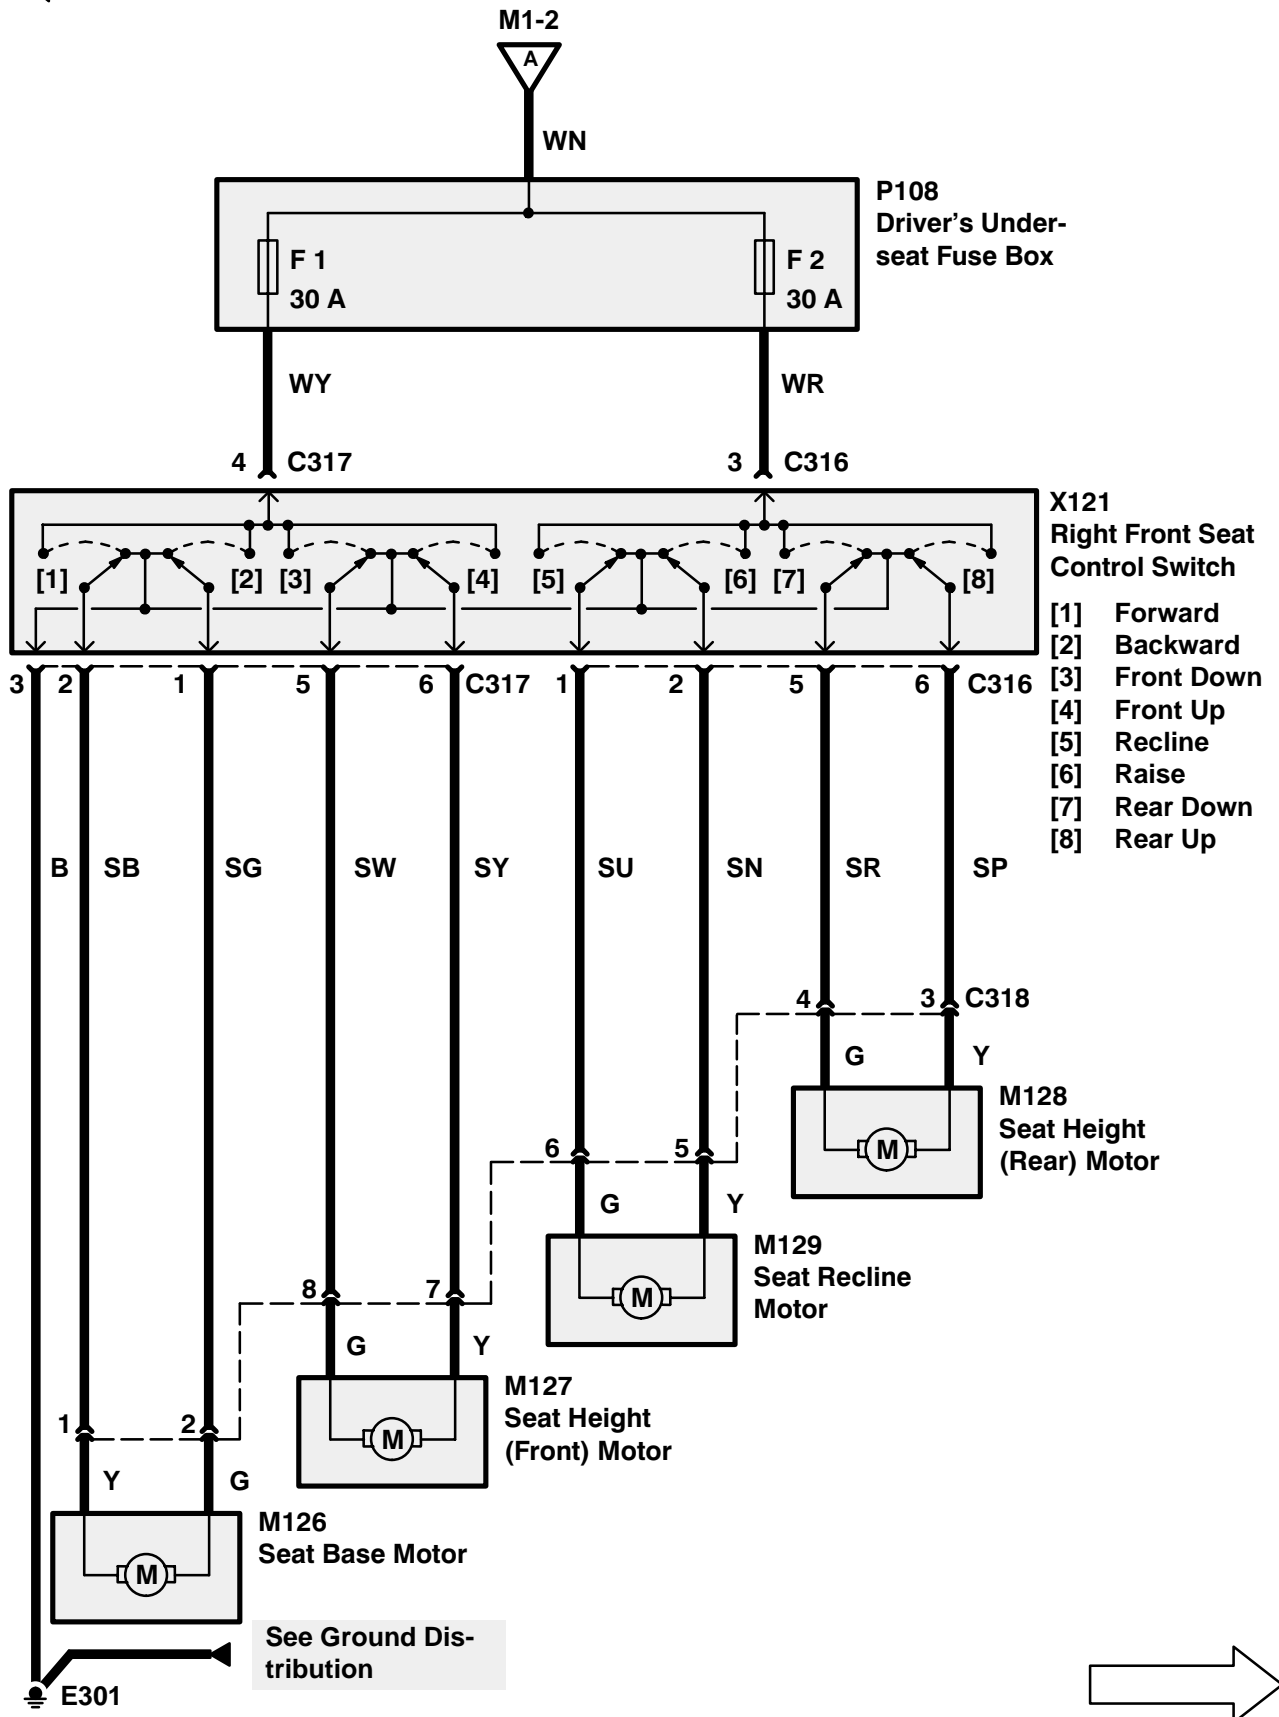 M1-2
A
WN
P108
Driver's Under-
seat Fuse Box
F 1
30 A
F 2
30 A
WY
WR
4 C317
3 C316
X121
Right Front Seat
Control Switch
[1] [2] [3] [4] [5] [6] [7] [8]
[1] Forward
[2] Backward
[3] Front Down
[4] Front Up
[5] Recline
[6] Raise
[7] Rear Down
[8] Rear Up
3 2 1 5 6 C317 1 2 5 6 C316
B SB SG SW SY SU SN SR SP
4 3 C318
G Y
M128
Seat Height
(Rear) Motor
M
6 5
G Y
M129
Seat Recline
Motor
M
8 7
G Y
M127
Seat Height
(Front) Motor
M
1 2
Y G
M126
Seat Base Motor
M
See Ground Dis-
tribution
E301